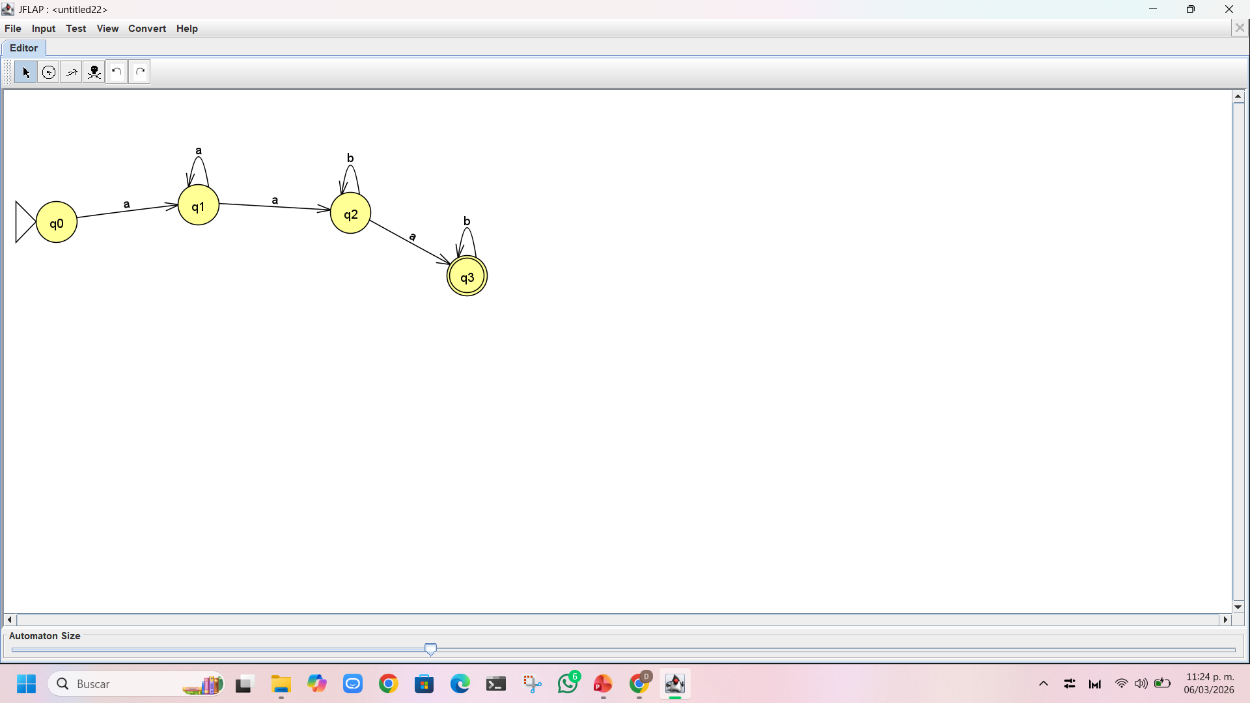 JFLAP : <untitled22>
File Input Test View Convert Help
Editor
a
b
a
a
q1
q2
q0
b
a
q3
Automaton Size
Buscar
6
D
11:24 p. m.
06/03/2026